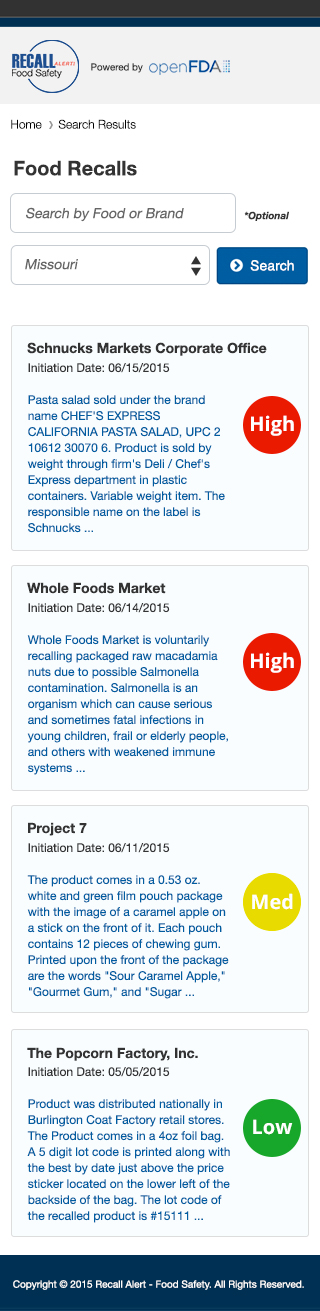 RECALL ALERT!
Food Safety
Powered by openFDA
Home › Search Results
Food Recalls
Search by Food or Brand
*Optional
Missouri
Search
Schnucks Markets Corporate Office
Initiation Date: 06/15/2015
Pasta salad sold under the brand
name CHEF'S EXPRESS
CALIFORNIA PASTA SALAD, UPC 2
10612 30070 6. Product is sold by
weight through firm's Deli / Chef's
Express department in plastic
containers. Variable weight item. The
responsible name on the label is
Schnucks ...
High
Whole Foods Market
Initiation Date: 06/14/2015
Whole Foods Market is voluntarily
recalling packaged raw macadamia
nuts due to possible Salmonella
contamination. Salmonella is an
organism which can cause serious
and sometimes fatal infections in
young children, frail or elderly people,
and others with weakened immune
systems ...
High
Project 7
Initiation Date: 06/11/2015
The product comes in a 0.53 oz.
white and green film pouch package
with the image of a caramel apple on
a stick on the front of it. Each pouch
contains 12 pieces of chewing gum.
Printed upon the front of the package
are the words "Sour Caramel Apple,"
"Gourmet Gum," and "Sugar ...
Med
The Popcorn Factory, Inc.
Initiation Date: 05/05/2015
Product was distributed nationally in
Burlington Coat Factory retail stores.
The Product comes in a 4oz foil bag.
A 5 digit lot code is printed along with
the best by date just above the price
sticker located on the lower left of the
backside of the bag. The lot code of
the recalled product is #15111 ...
Low
Copyright © 2015 Recall Alert - Food Safety. All Rights Reserved.